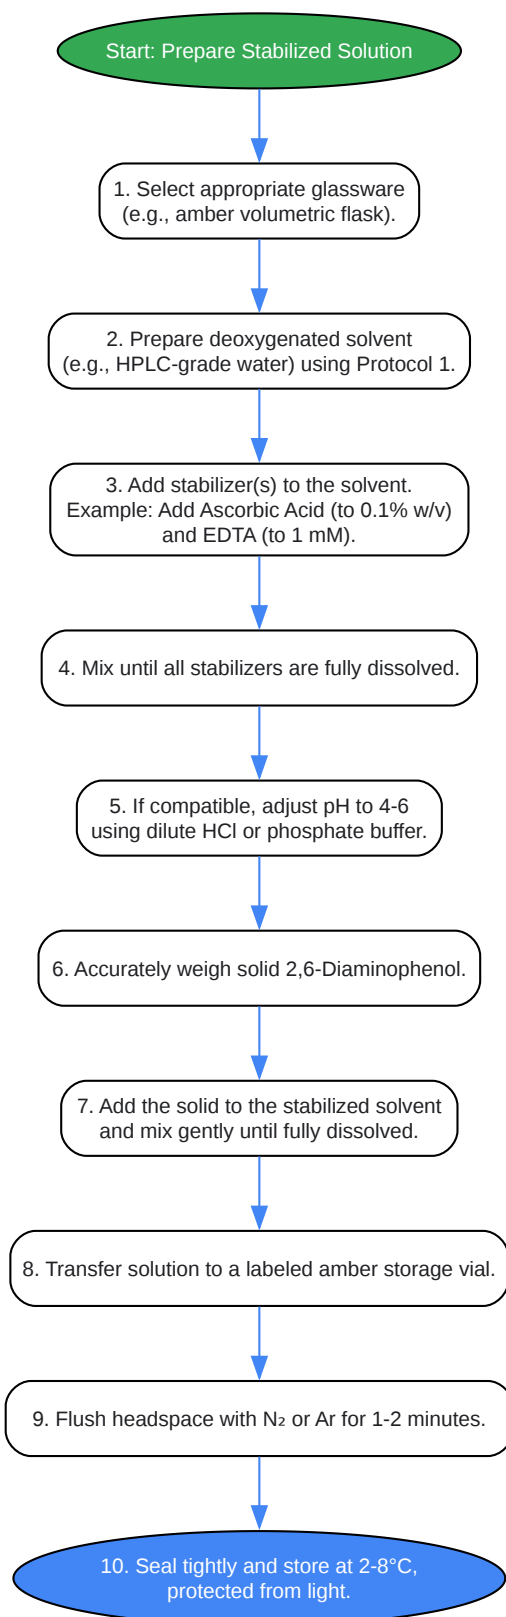 Start: Prepare Stabilized Solution
1. Select appropriate glassware
(e.g., amber volumetric flask).
2. Prepare deoxygenated solvent
(e.g., HPLC-grade water) using Protocol 1.
3. Add stabilizer(s) to the solvent.
Example: Add Ascorbic Acid (to 0.1% w/v)
and EDTA (to 1 mM).
4. Mix until all stabilizers are fully dissolved.
5. If compatible, adjust pH to 4-6
using dilute HCl or phosphate buffer.
6. Accurately weigh solid 2,6-Diaminophenol.
7. Add the solid to the stabilized solvent
and mix gently until fully dissolved.
8. Transfer solution to a labeled amber storage vial.
9. Flush headspace with N₂ or Ar for 1-2 minutes.
10. Seal tightly and store at 2-8°C,
protected from light.